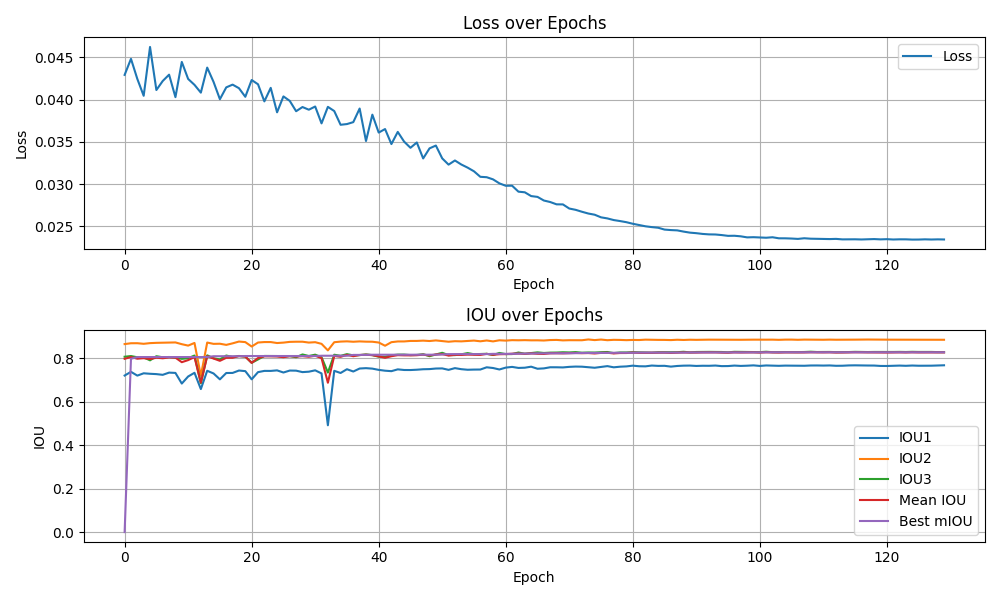 Loss over Epochs
0.045
0.040
0.035
0.030
0.025
Loss
Loss
0 20 40 60 80 100 120
Epoch
IOU over Epochs
0.8
0.6
0.4
0.2
0.0
IOU
IOU1
IOU2
IOU3
Mean IOU
Best mIOU
0 20 40 60 80 100 120
Epoch